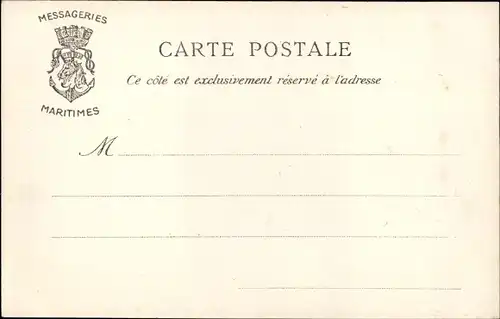 MESSAGERIES
MARITIMES
CARTE POSTALE
Ce côté est exclusivement réservé à l'adresse
M